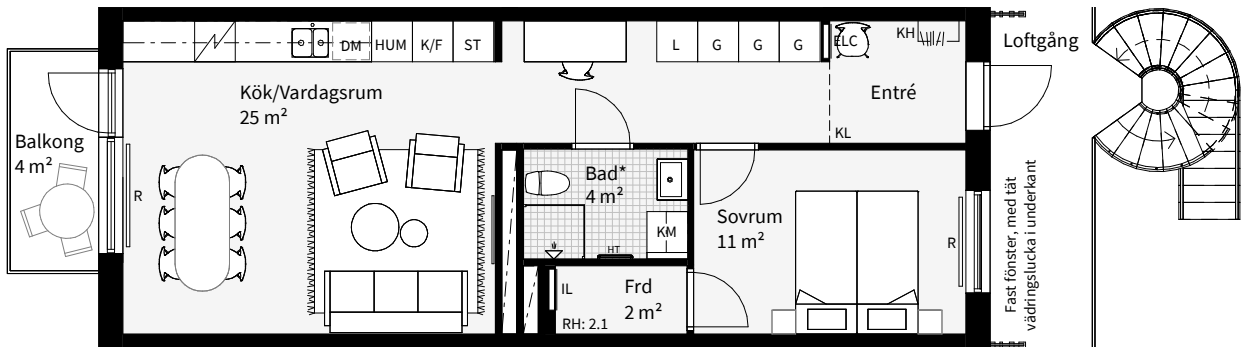 DM
HUM
K/F
ST
L
G
G
G
ELC
KH
Loftgång
Kök/Vardagsrum
25 m²
Entré
KL
Balkong
4 m²
R
Bad*
4 m²
KM
HT
Sovrum
11 m²
R
Fast fönster, med tät
vädringslucka i underkant
IL
Frd
2 m²
RH: 2.1